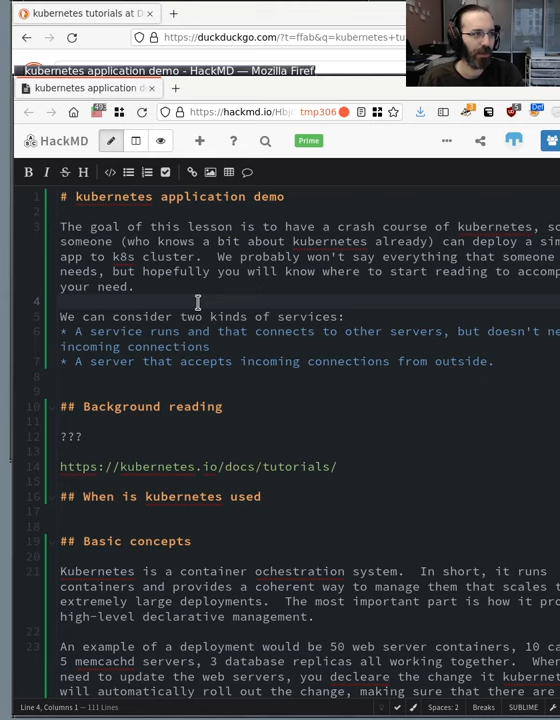 kubernetes tutorials at D
https://duckduckgo.com/?t=ffab&q=kubernetes+tu
kubernetes application demo - HackMD — Mozilla Firef
kubernetes application d
https://hackmd.io/Hbj
tmp306
HackMD
Prime
B I S H
1 # kubernetes application demo
2
3 The goal of this lesson is to have a crash course of kubernetes, so
someone (who knows a bit about kubernetes already) can deploy a sim
app to k8s cluster. We probably won't say everything that someone
needs, but hopefully you will know where to start reading to accomp
your need.
4
5 We can consider two kinds of services:
6 * A service runs and that connects to other servers, but doesn't ne
incoming connections
7 * A server that accepts incoming connections from outside.
8
9
10 ## Background reading
11
12 ???
13
14 https://kubernetes.io/docs/tutorials/
15
16 ## When is kubernetes used
17
18
19 ## Basic concepts
20
21 Kubernetes is a container ochestration system. In short, it runs
containers and provides a coherent way to manage them that scales t
extremely large deployments. The most important part is how it pro
high-level declarative management.
22
23 An example of a deployment would be 50 web server containers, 10 ca
5 memcachd servers, 3 database replicas all working together. Whe
need to update the web servers, you decleare the change it kubernet
will automatically roll out the change, making sure that there are
Line 4, Columns 1 — 111 Lines
Spaces: 2
Breaks
SUBLIME